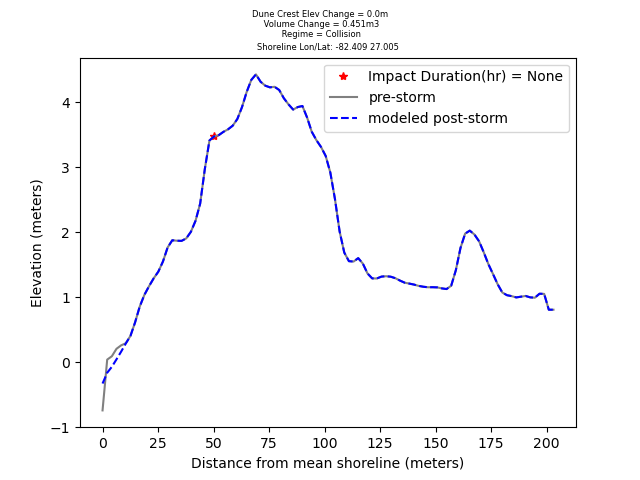 Dune Crest Elev Change = 0.0m
Volume Change = 0.451m3
Regime = Collision
Shoreline Lon/Lat: -82.409 27.005
Impact Duration(hr) = None
pre-storm
modeled post-storm
Elevation (meters)
4
3
2
1
0
−1
0 25 50 75 100 125 150 175 200
Distance from mean shoreline (meters)